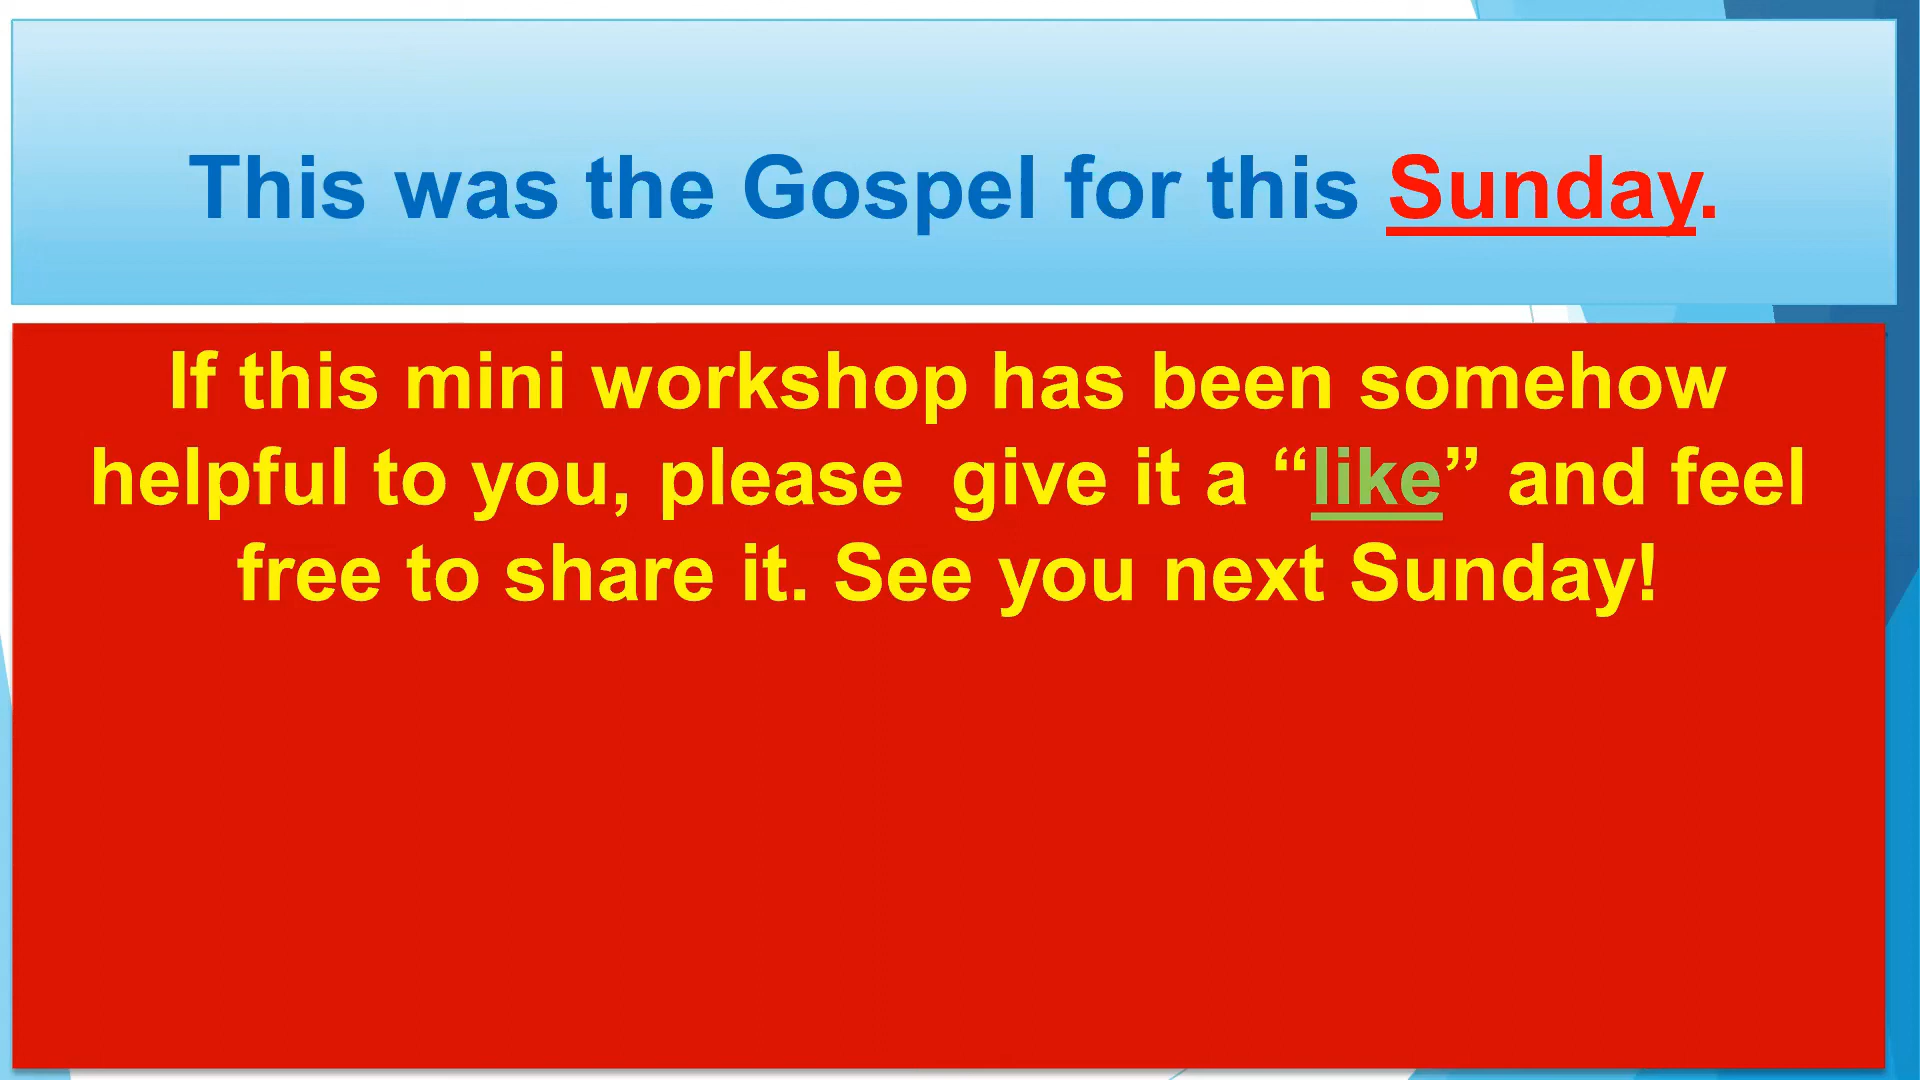 This was the Gospel for this Sunday.
If this mini workshop has been somehow
helpful to you, please  give it a “like” and feel
free to share it. See you next Sunday!